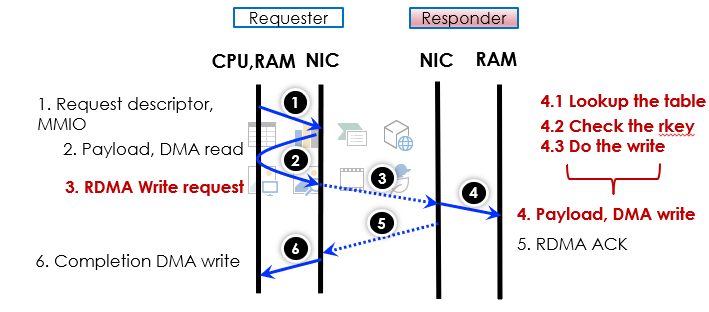 Requester
Responder
CPU,RAM NIC
NIC RAM
1. Request descriptor,
MMIO
2. Payload, DMA read
3. RDMA Write request
6. Completion DMA write
1
2
3
4
5
6
4.1 Lookup the table
4.2 Check the rkey
4.3 Do the write
4. Payload, DMA write
5. RDMA ACK